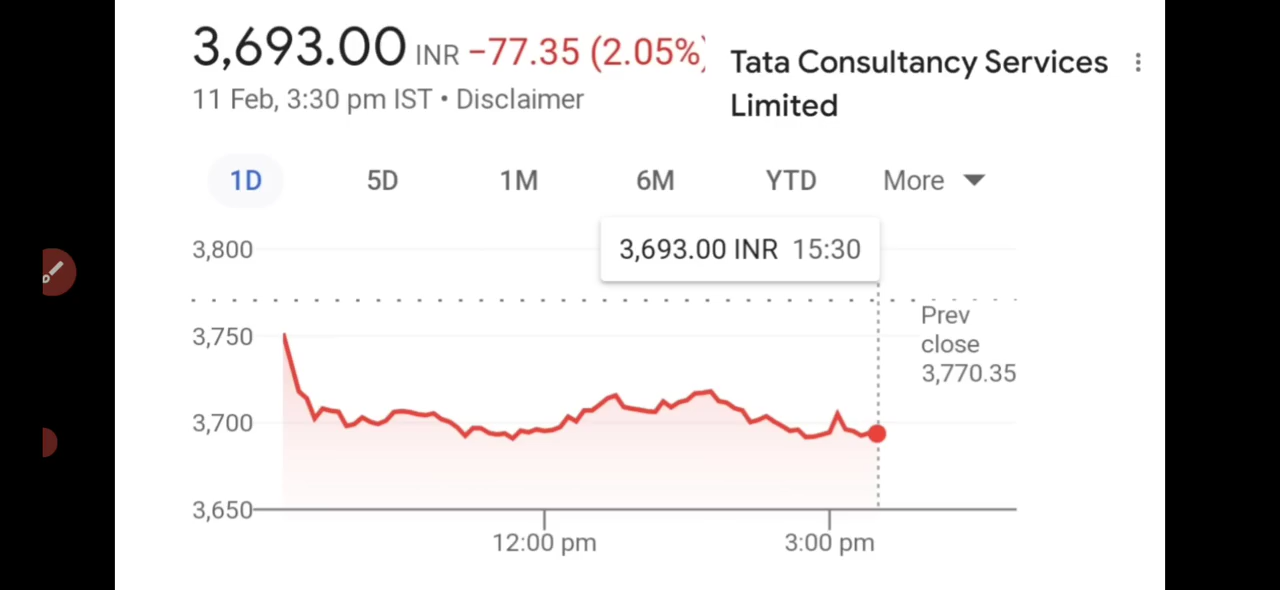 3,693.00 INR −77.35 (2.05%)
Tata Consultancy Services
Limited
11 Feb, 3:30 pm IST • Disclaimer
1D 5D 1M 6M YTD More
3,693.00 INR 15:30
3,800
3,750
3,700
3,650
Prev
close
3,770.35
12:00 pm 3:00 pm